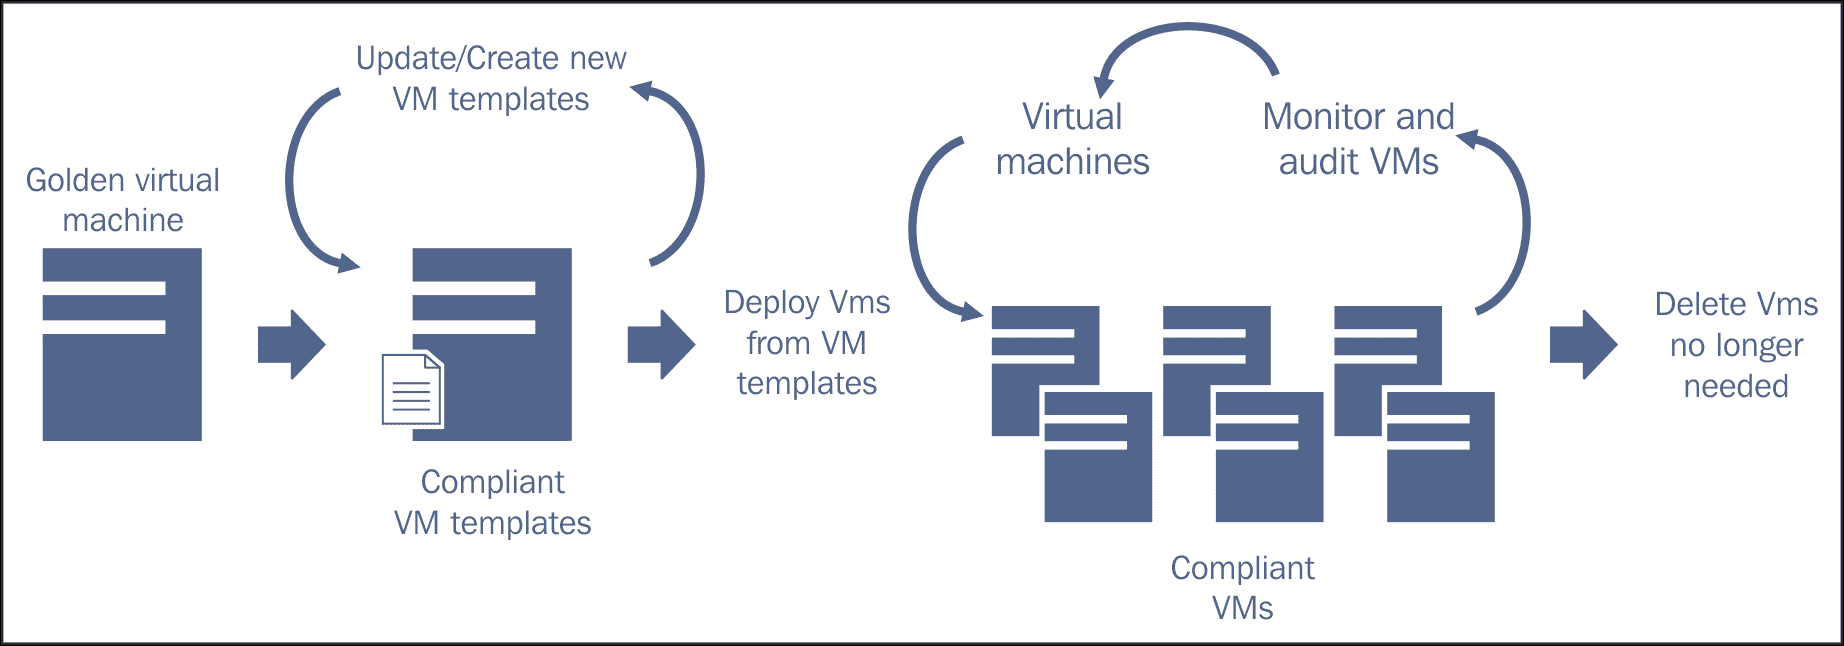 Golden virtual
machine
Update/Create new
VM templates
Compliant
VM templates
Deploy Vms
from VM
templates
Virtual
machines
Monitor and
audit VMs
Compliant
VMs
Delete Vms
no longer
needed